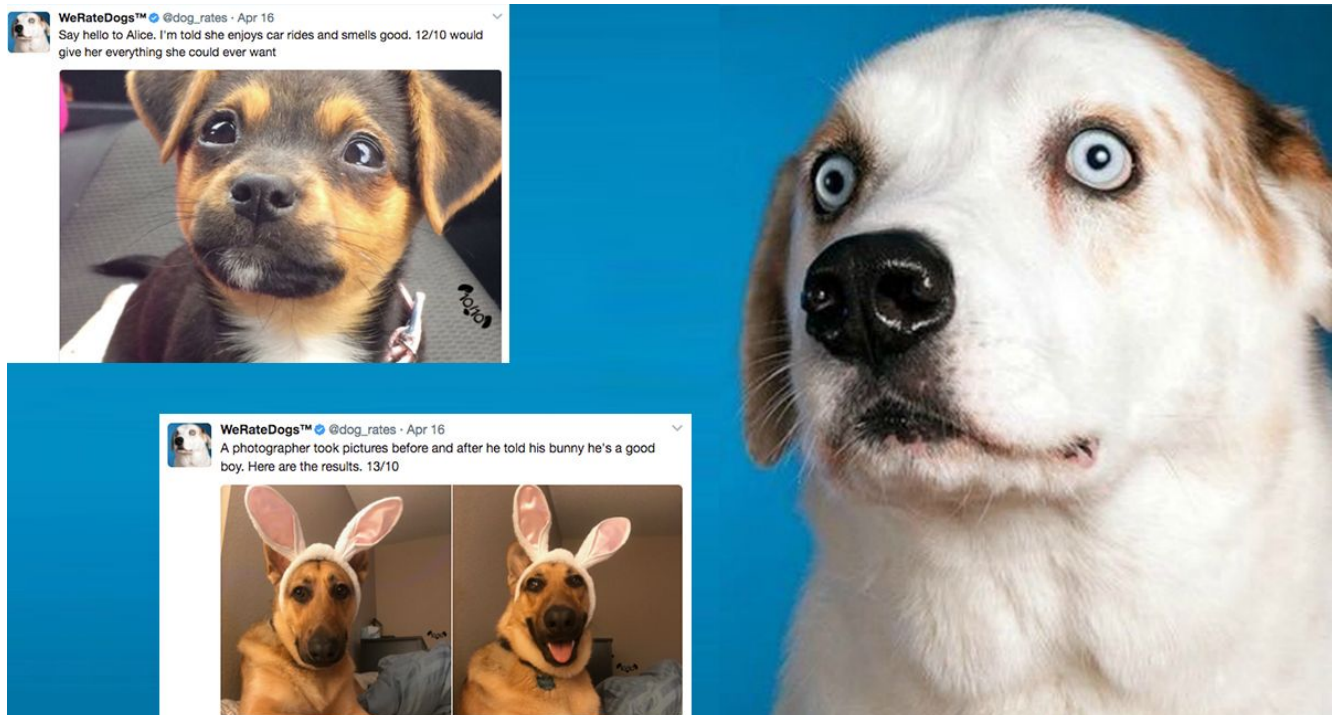 WeRateDogs™ @dog_rates · Apr 16
Say hello to Alice. I'm told she enjoys car rides and smells good. 12/10 would
give her everything she could ever want
10/10
WeRateDogs™ @dog_rates · Apr 16
A photographer took pictures before and after he told his bunny he's a good
boy. Here are the results. 13/10